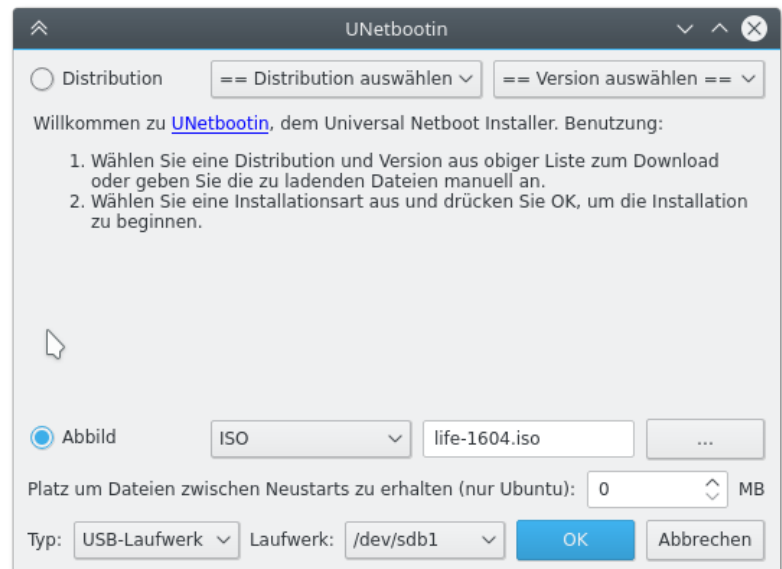 UNetbootin
Distribution == Distribution auswählen == Version auswählen ==
Willkommen zu UNetbootin, dem Universal Netboot Installer. Benutzung:
1. Wählen Sie eine Distribution und Version aus obiger Liste zum Download
oder geben Sie die zu ladenden Dateien manuell an.
2. Wählen Sie eine Installationsart aus und drücken Sie OK, um die Installation
zu beginnen.
Abbild ISO life-1604.iso ...
Platz um Dateien zwischen Neustarts zu erhalten (nur Ubuntu): 0 MB
Typ: USB-Laufwerk Laufwerk: /dev/sdb1 OK Abbrechen